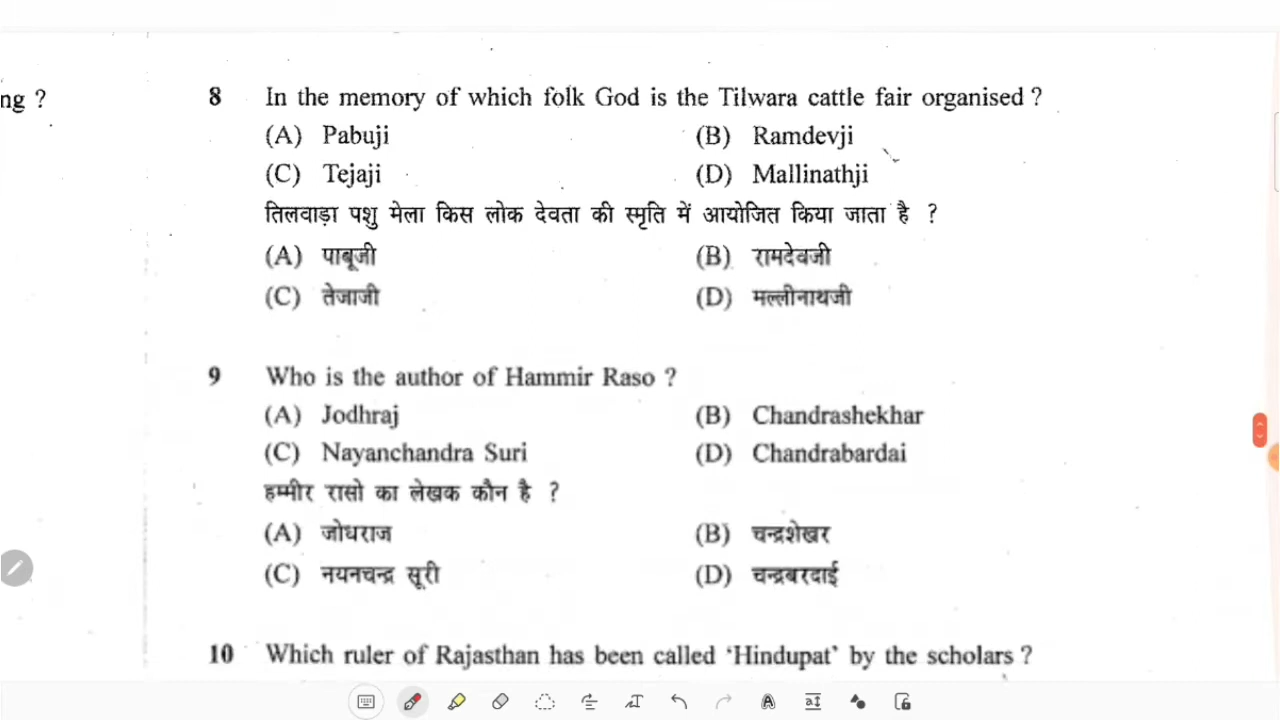 ng ?
8 In the memory of which folk God is the Tilwara cattle fair organised ?
(A) Pabuji (B) Ramdevji
(C) Tejaji (D) Mallinathji
तिलवाड़ा पशु मेला किस लोक देवता की स्मृति में आयोजित किया जाता है ?
(A) पाबूजी (B) रामदेवजी
(C) तेजाजी (D) मल्लीनाथजी
9 Who is the author of Hammir Raso ?
(A) Jodhraj (B) Chandrashekhar
(C) Nayanchandra Suri (D) Chandrabardai
हम्मीर रासो का लेखक कौन है ?
(A) जोधराज (B) चन्द्रशेखर
(C) नयनचन्द्र सूरी (D) चन्द्रबरदाई
10 Which ruler of Rajasthan has been called ‘Hindupat’ by the scholars ?